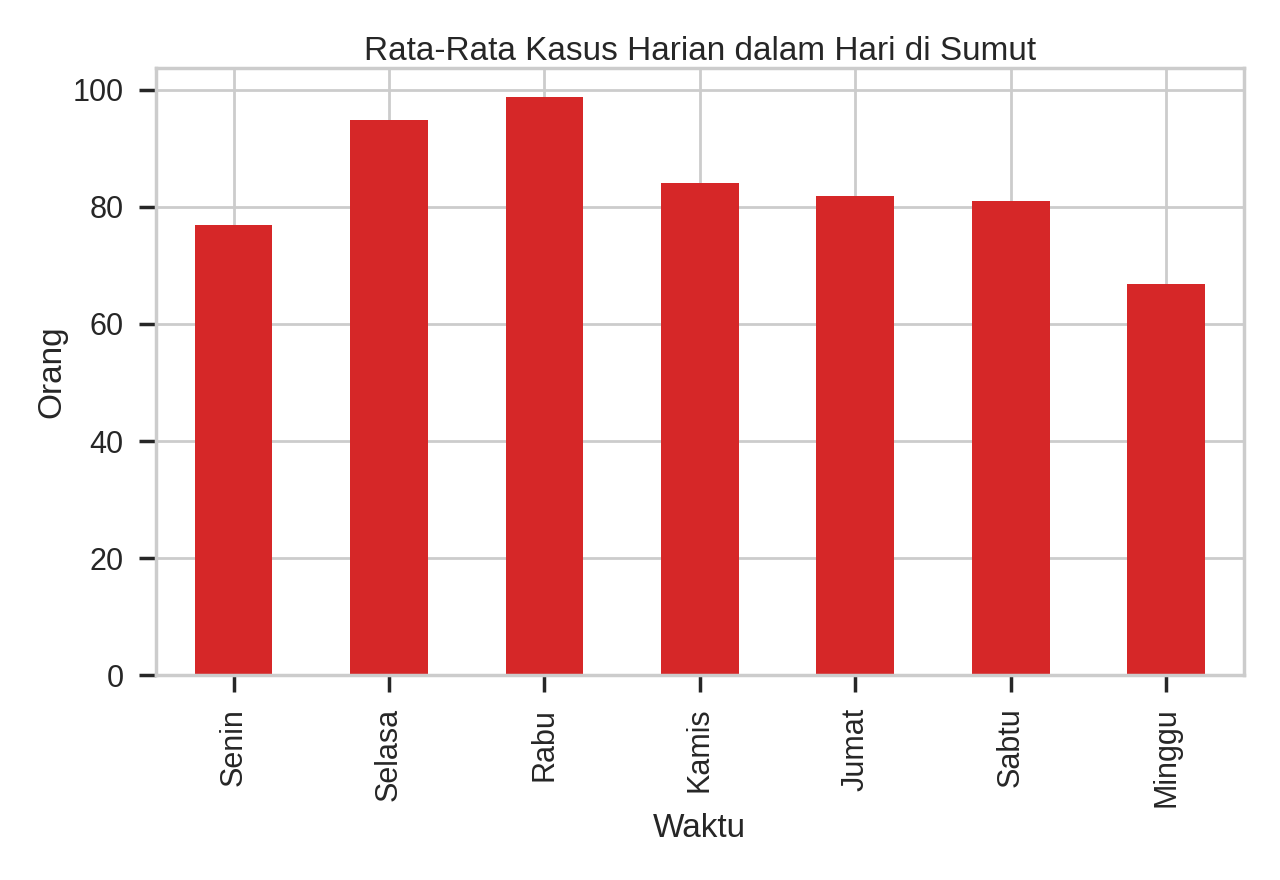 Rata-Rata Kasus Harian dalam Hari di Sumut
100
80
60
40
20
0
Orang
Senin
Selasa
Rabu
Kamis
Jumat
Sabtu
Minggu
Waktu